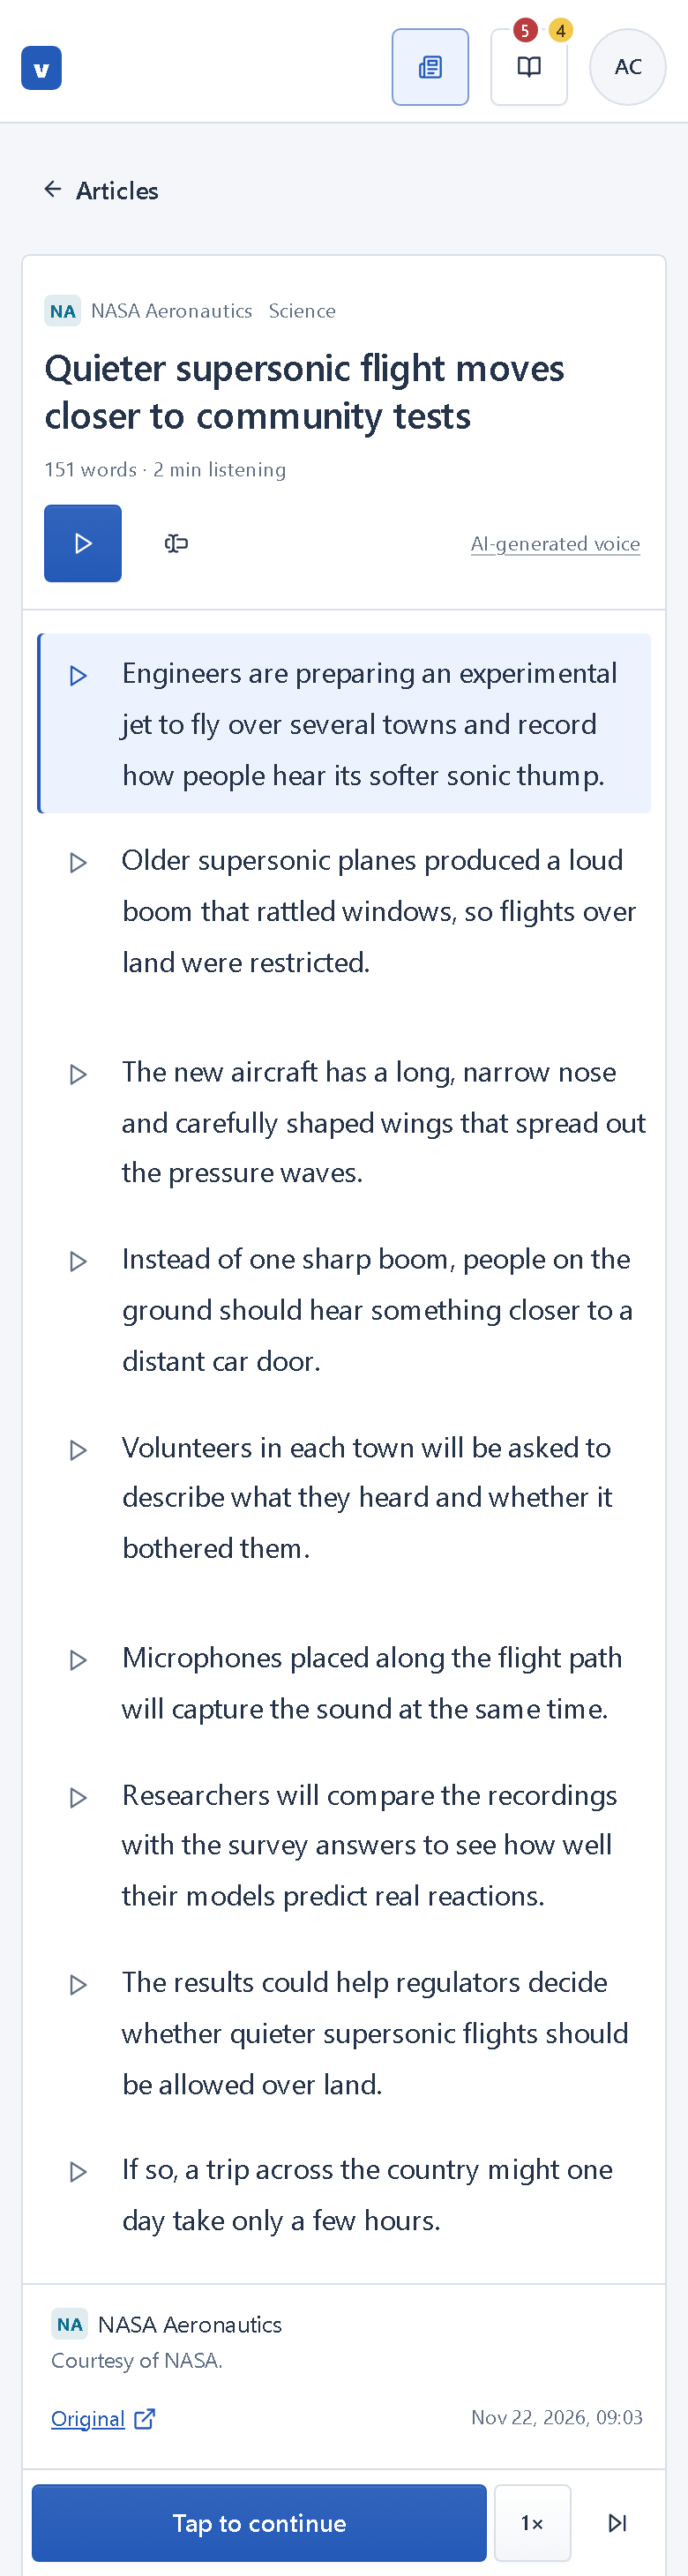 v
5
4
AC
Articles
NA NASA Aeronautics Science
Quieter supersonic flight moves
closer to community tests
151 words · 2 min listening
AI-generated voice
Engineers are preparing an experimental
jet to fly over several towns and record
how people hear its softer sonic thump.
Older supersonic planes produced a loud
boom that rattled windows, so flights over
land were restricted.
The new aircraft has a long, narrow nose
and carefully shaped wings that spread out
the pressure waves.
Instead of one sharp boom, people on the
ground should hear something closer to a
distant car door.
Volunteers in each town will be asked to
describe what they heard and whether it
bothered them.
Microphones placed along the flight path
will capture the sound at the same time.
Researchers will compare the recordings
with the survey answers to see how well
their models predict real reactions.
The results could help regulators decide
whether quieter supersonic flights should
be allowed over land.
If so, a trip across the country might one
day take only a few hours.
NA NASA Aeronautics
Courtesy of NASA.
Original
Nov 22, 2026, 09:03
Tap to continue
1×